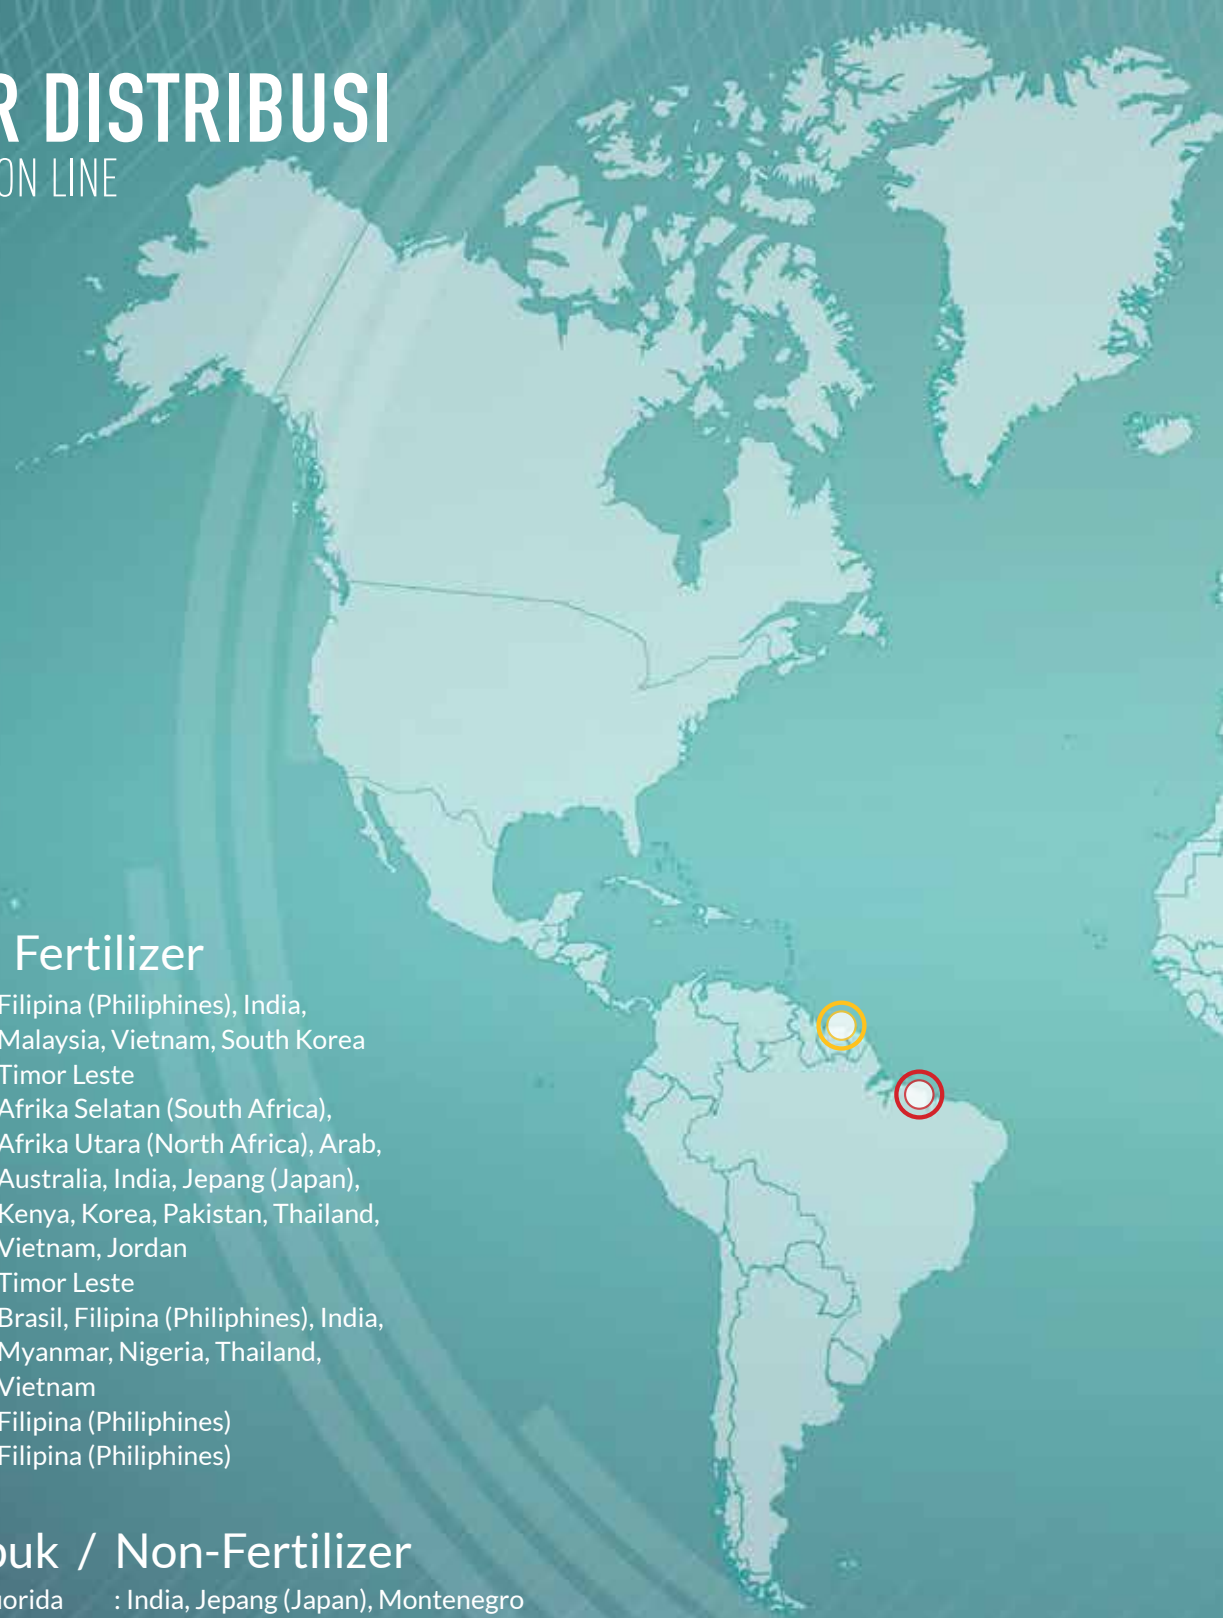 R DISTRIBUSI
ON LINE
Fertilizer
Filipina (Philiphines), India,
Malaysia, Vietnam, South Korea
Timor Leste
Afrika Selatan (South Africa),
Afrika Utara (North Africa), Arab,
Australia, India, Jepang (Japan),
Kenya, Korea, Pakistan, Thailand,
Vietnam, Jordan
Timor Leste
Brasil, Filipina (Philiphines), India,
Myanmar, Nigeria, Thailand,
Vietnam
Filipina (Philiphines)
Filipina (Philiphines)
ouk / Non-Fertilizer
orida : India, Jepang (Japan), Montenegro